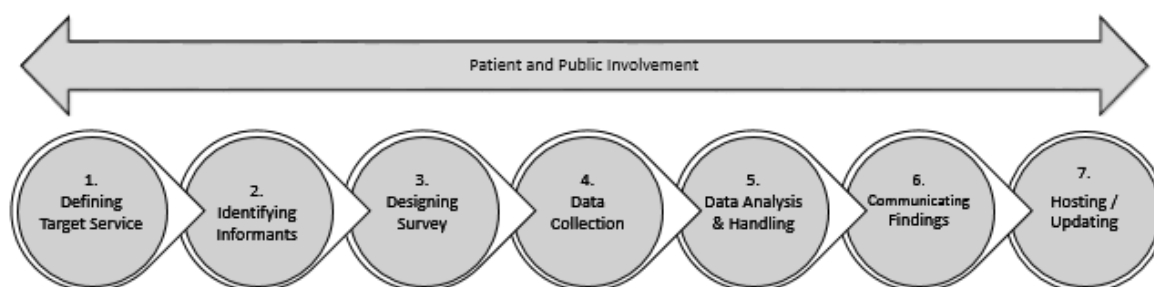 Patient and Public Involvement
1.
Defining
Target Service
2.
Identifying
Informants
3.
Designing
Survey
4.
Data
Collection
5.
Data Analysis
& Handling
6.
Communicating
Findings
7.
Hosting /
Updating